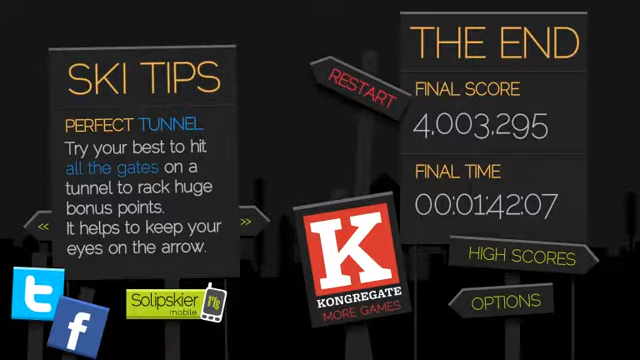 SKI TIPS
PERFECT TUNNEL
Try your best to hit
all the gates on a
tunnel to rack huge
bonus points.
It helps to keep your
eyes on the arrow.
<<
>>
t
f
Solipskier
mobile
RESTART
K
KONGREGATE
MORE GAMES
THE END
FINAL SCORE
4,003,295
FINAL TIME
00:01:42:07
HIGH SCORES
OPTIONS